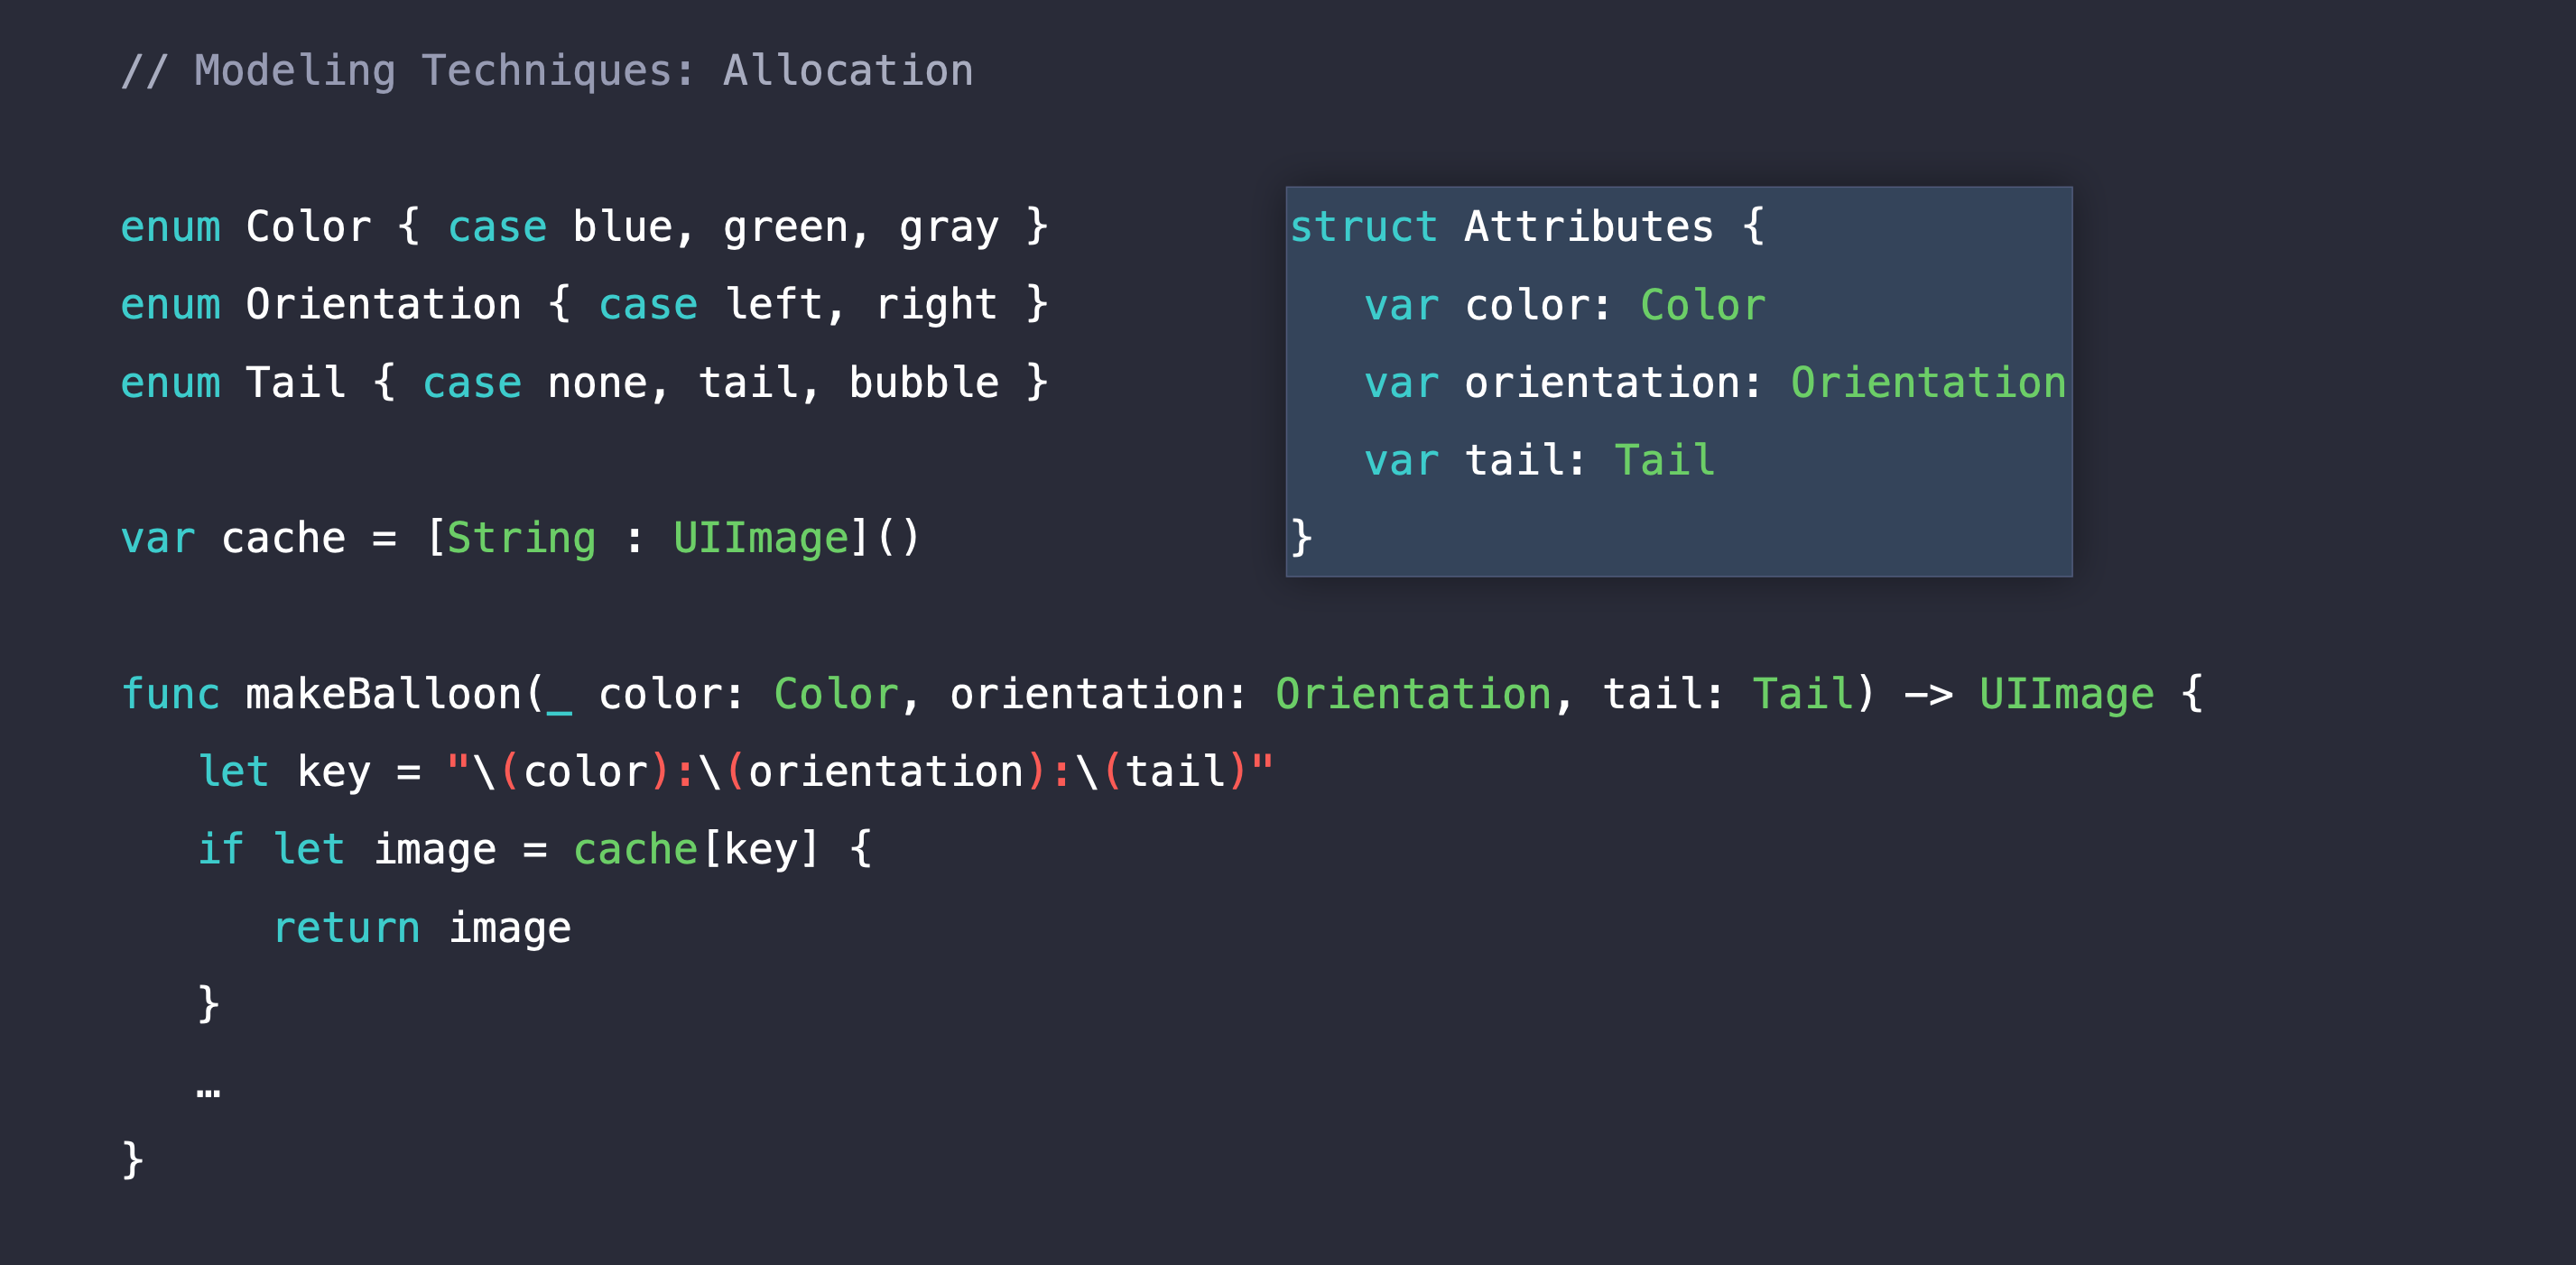 // Modeling Techniques: Allocation
enum Color { case blue, green, gray }
enum Orientation { case left, right }
enum Tail { case none, tail, bubble }
var cache = [String : UIImage]()
struct Attributes {
   var color: Color
   var orientation: Orientation
   var tail: Tail
}
func makeBalloon(_ color: Color, orientation: Orientation, tail: Tail) -> UIImage {
   let key = "\(color):\(orientation):\(tail)"
   if let image = cache[key] {
      return image
   }
   …
}